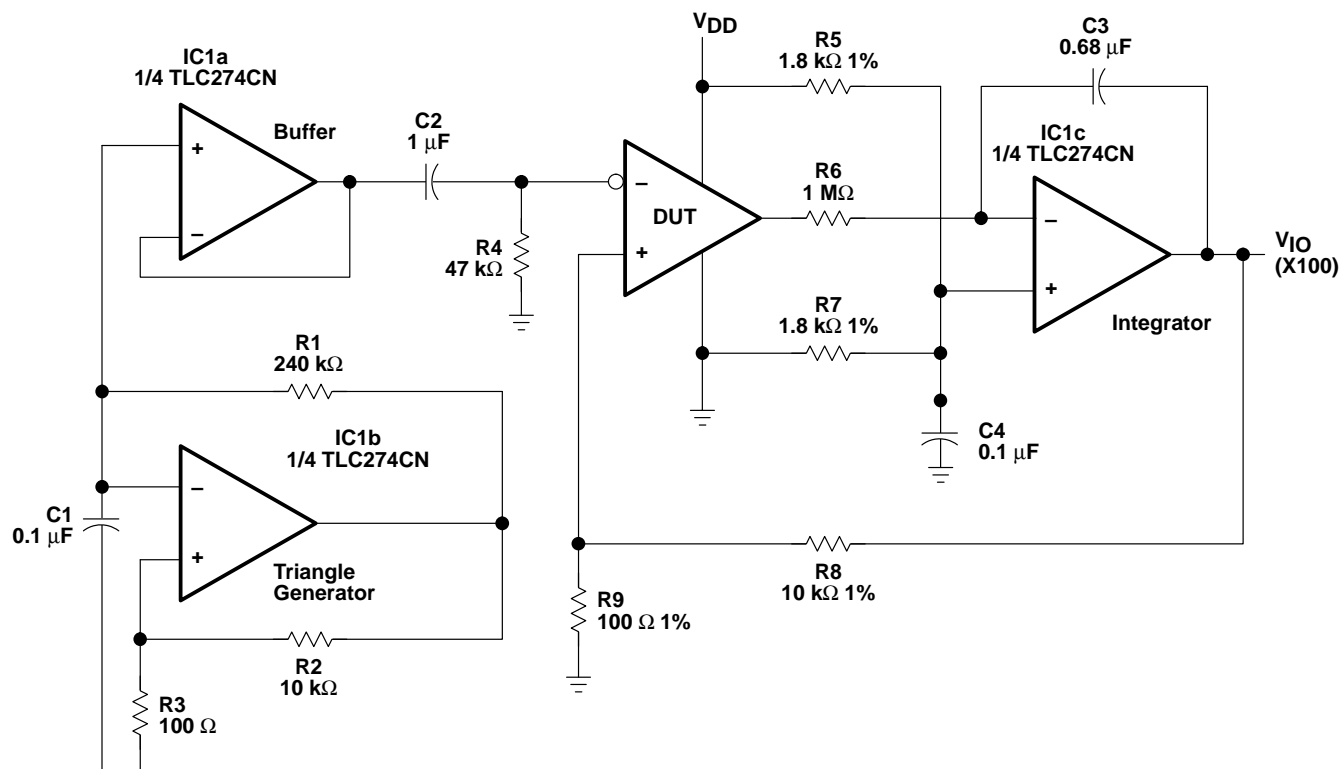 IC1a
1/4 TLC274CN
Buffer
+
−
C2
1 μF
R4
47 kΩ
VDD
R5
1.8 kΩ 1%
C3
0.68 μF
IC1c
1/4 TLC274CN
R6
1 MΩ
−
DUT
+
−
+
VIO
(X100)
Integrator
R7
1.8 kΩ 1%
C4
0.1 μF
R1
240 kΩ
IC1b
1/4 TLC274CN
C1
0.1 μF
−
+
Triangle
Generator
R2
10 kΩ
R3
100 Ω
R8
10 kΩ 1%
R9
100 Ω 1%